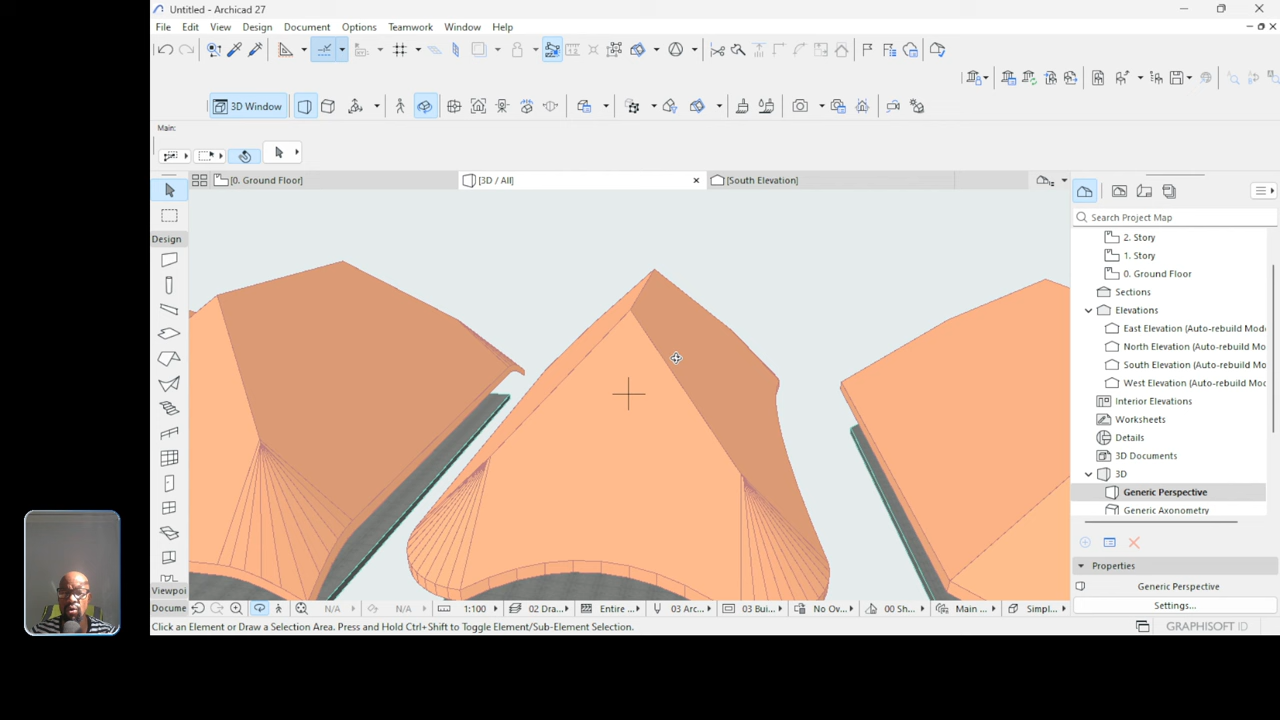 Untitled - Archicad 27
File Edit View Design Document Options Teamwork Window Help
3D Window
Main:
[0. Ground Floor]
[3D / All]
[South Elevation]
Search Project Map
2. Story
1. Story
0. Ground Floor
Sections
Elevations
East Elevation (Auto-rebuild Mode
North Elevation (Auto-rebuild Mo
South Elevation (Auto-rebuild Mo
West Elevation (Auto-rebuild Moc
Interior Elevations
Worksheets
Details
3D Documents
3D
Generic Perspective
Generic Axonometry
Properties
Generic Perspective
Settings...
Design
Viewpoi
Docume
N/A
N/A
1:100
02 Dra...
Entire ...
03 Arc...
03 Bui...
No Ov...
00 Sh...
Main ...
Simpl...
Click an Element or Draw a Selection Area. Press and Hold Ctrl+Shift to Toggle Element/Sub-Element Selection.
GRAPHISOFT ID